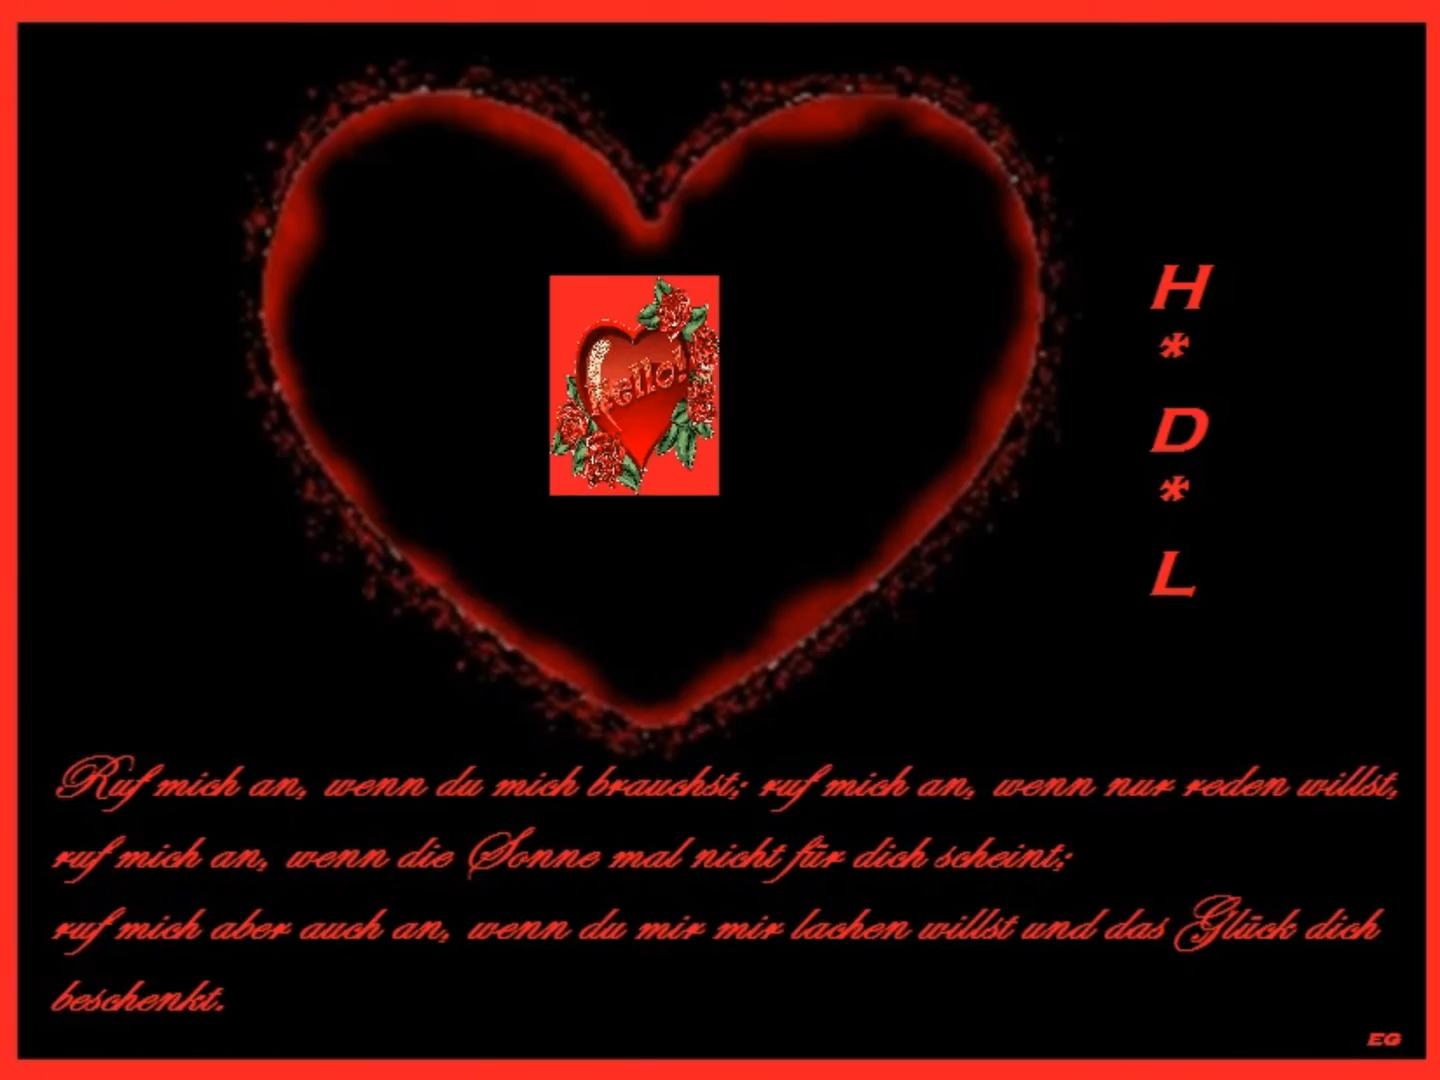 Hello!
H
*
D
*
L
Ruf mich an, wenn du mich brauchst; ruf mich an, wenn nur reden willst,
ruf mich an, wenn die Sonne mal nicht für dich scheint;
ruf mich aber auch an, wenn du mir mir lachen willst und das Glück dich
beschenkt.
EG